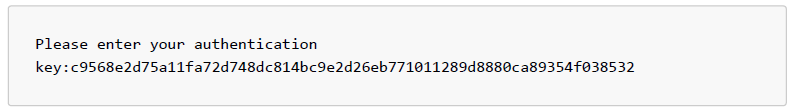 Please enter your authentication
key:c9568e2d75a11fa72d748dc814bc9e2d26eb771011289d8880ca89354f038532